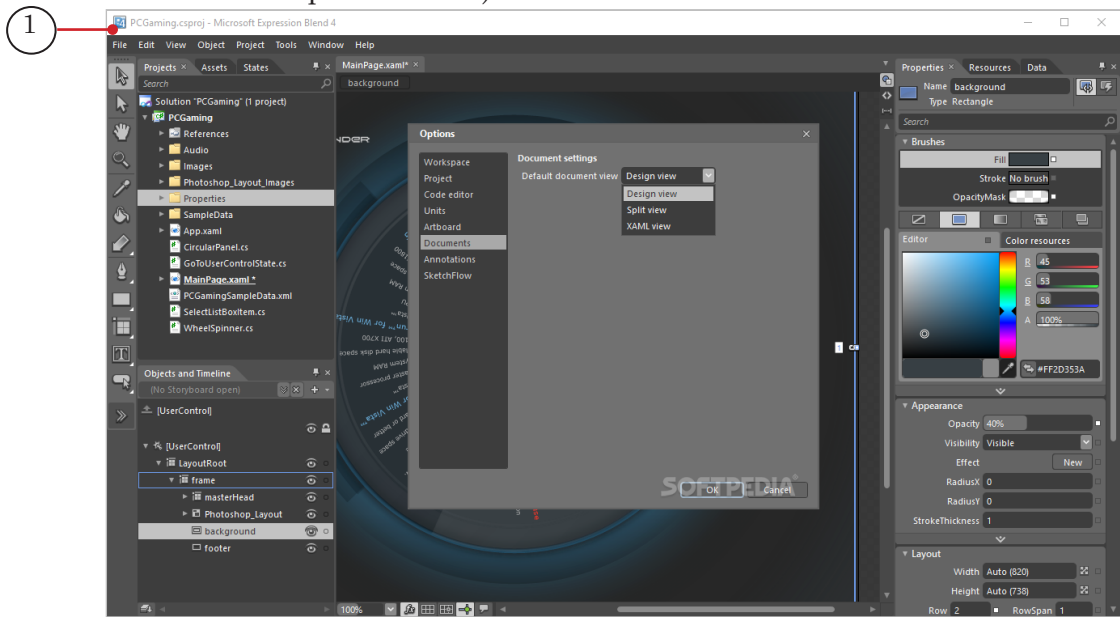 1
PCGaming.csproj - Microsoft Expression Blend 4
File Edit View Object Project Tools Window Help
Projects × Assets States
Search
Solution "PCGaming" (1 project)
PCGaming
References
Audio
Images
Photoshop_Layout_Images
Properties
SampleData
App.xaml
CircularPanel.cs
GoToUserControlState.cs
MainPage.xaml *
PCGamingSampleData.xml
SelectListBoxItem.cs
WheelSpinner.cs
Objects and Timeline
(No Storyboard open)
[UserControl]
[UserControl]
LayoutRoot
frame
masterHead
Photoshop_Layout
background
footer
MainPage.xaml* ×
background
NDER
Options
Workspace
Project
Code editor
Units
Artboard
Documents
Annotations
SketchFlow
Document settings
Default document view Design view
Design view
Split view
XAML view
SOFTPEDIA
OK Cancel
1
100%
Properties × Resources Data
Name background
Type Rectangle
Search
Brushes
Fill
Stroke No brush
OpacityMask
Editor Color resources
R 45
G 53
B 58
A 100%
#FF2D353A
Appearance
Opacity 40%
Visibility Visible
Effect New
RadiusX 0
RadiusY 0
StrokeThickness 1
Layout
Width Auto (820)
Height Auto (738)
Row 2 RowSpan 1